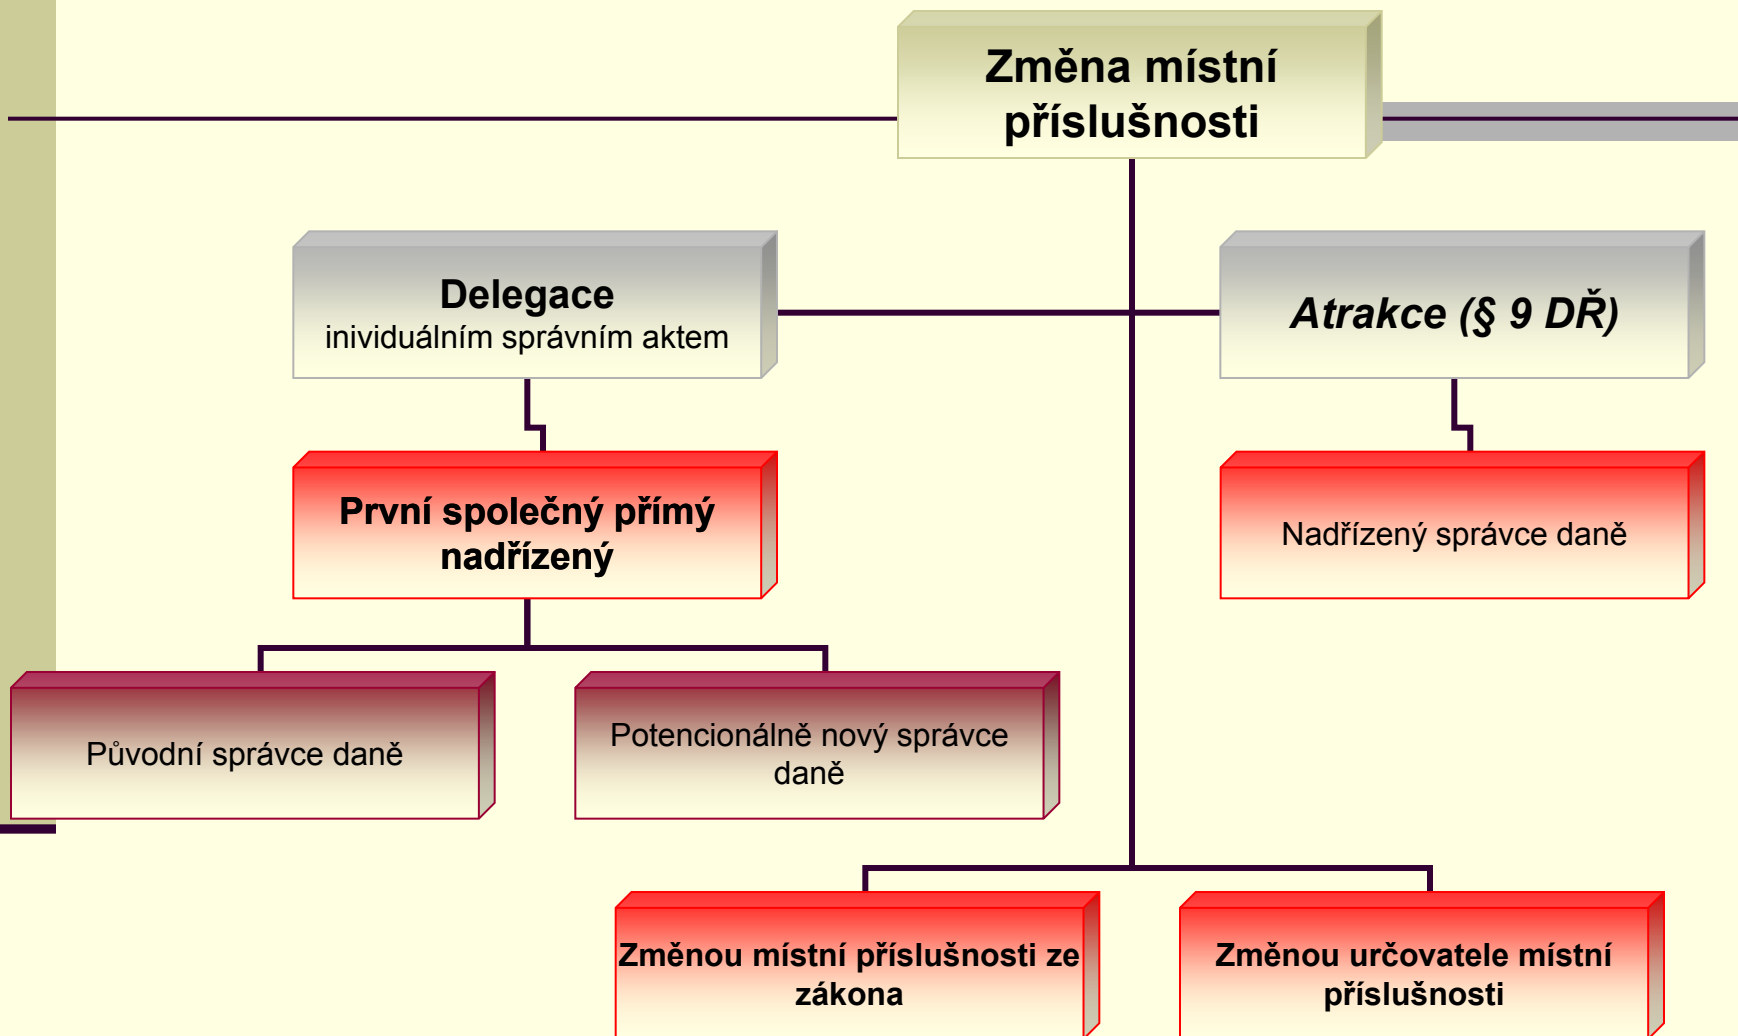 Změna místní
příslušnosti
Delegace
inividuálním správním aktem
Atrakce (§ 9 DŘ)
První společný přímý
nadřízený
Nadřízený správce daně
Původní správce daně
Potencionálně nový správce
daně
Změnou místní příslušnosti ze
zákona
Změnou určovatele místní
příslušnosti